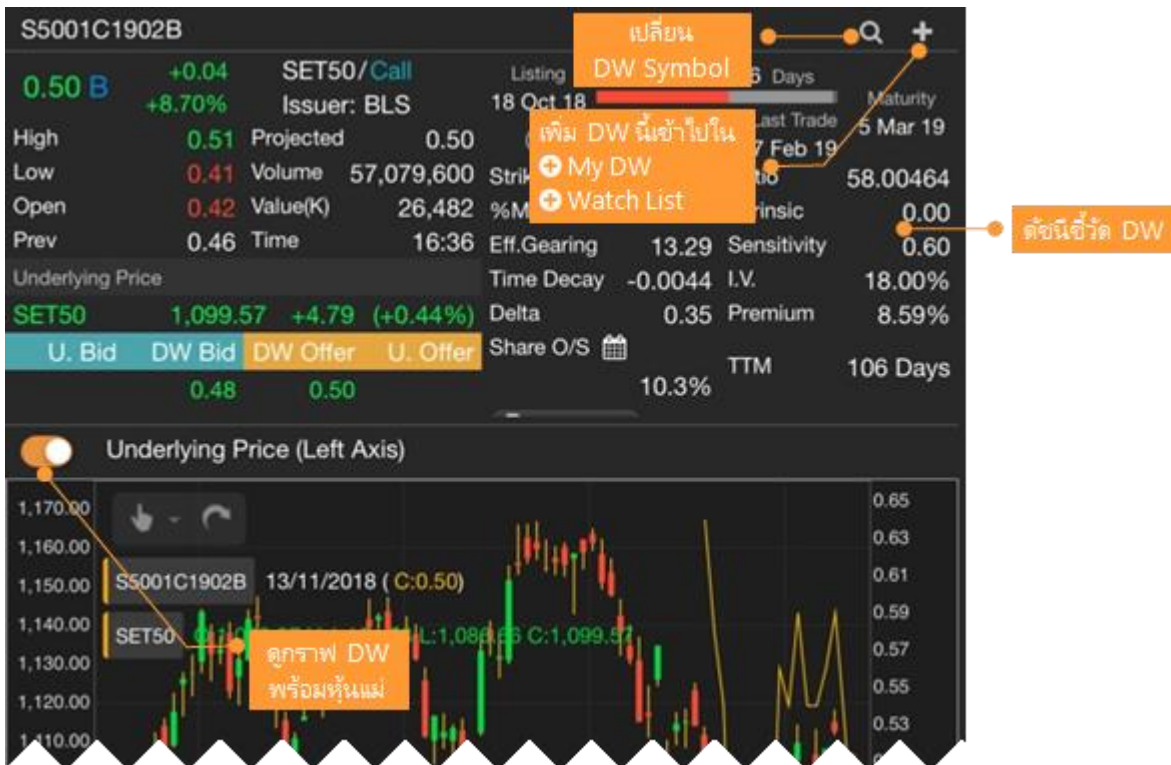 S5001C1902B
เปลี่ยน
DW Symbol
0.50 B +0.04 SET50/Call Listing 6 Days
+8.70% Issuer: BLS 18 Oct 18 Maturity
Last Trade 5 Mar 19
High 0.51 Projected 0.50 เพิ่ม DW นี้เข้าไปใน 7 Feb 19
Low 0.41 Volume 57,079,600 Strik My DW 58.00464
Open 0.42 Value(K) 26,482 %M Watch List rinsic 0.00
Prev 0.46 Time 16:36 Eff.Gearing 13.29 Sensitivity 0.60 ดัชนีชี้วัด DW
Underlying Price Time Decay -0.0044 I.V. 18.00%
SET50 1,099.57 +4.79 (+0.44%) Delta 0.35 Premium 8.59%
U. Bid DW Bid DW Offer U. Offer Share O/S TTM 106 Days
0.48 0.50 10.3%
Underlying Price (Left Axis)
1,170.00 0.65
1,160.00 0.63
1,150.00 S5001C1902B 13/11/2018 ( C:0.50) 0.61
1,140.00 SET50 C:1,099.57 0.59
1,130.00 ดูกราฟ DW 0.57
พร้อมหุ้นแม่
1,120.00 0.55
1,110.00 0.53